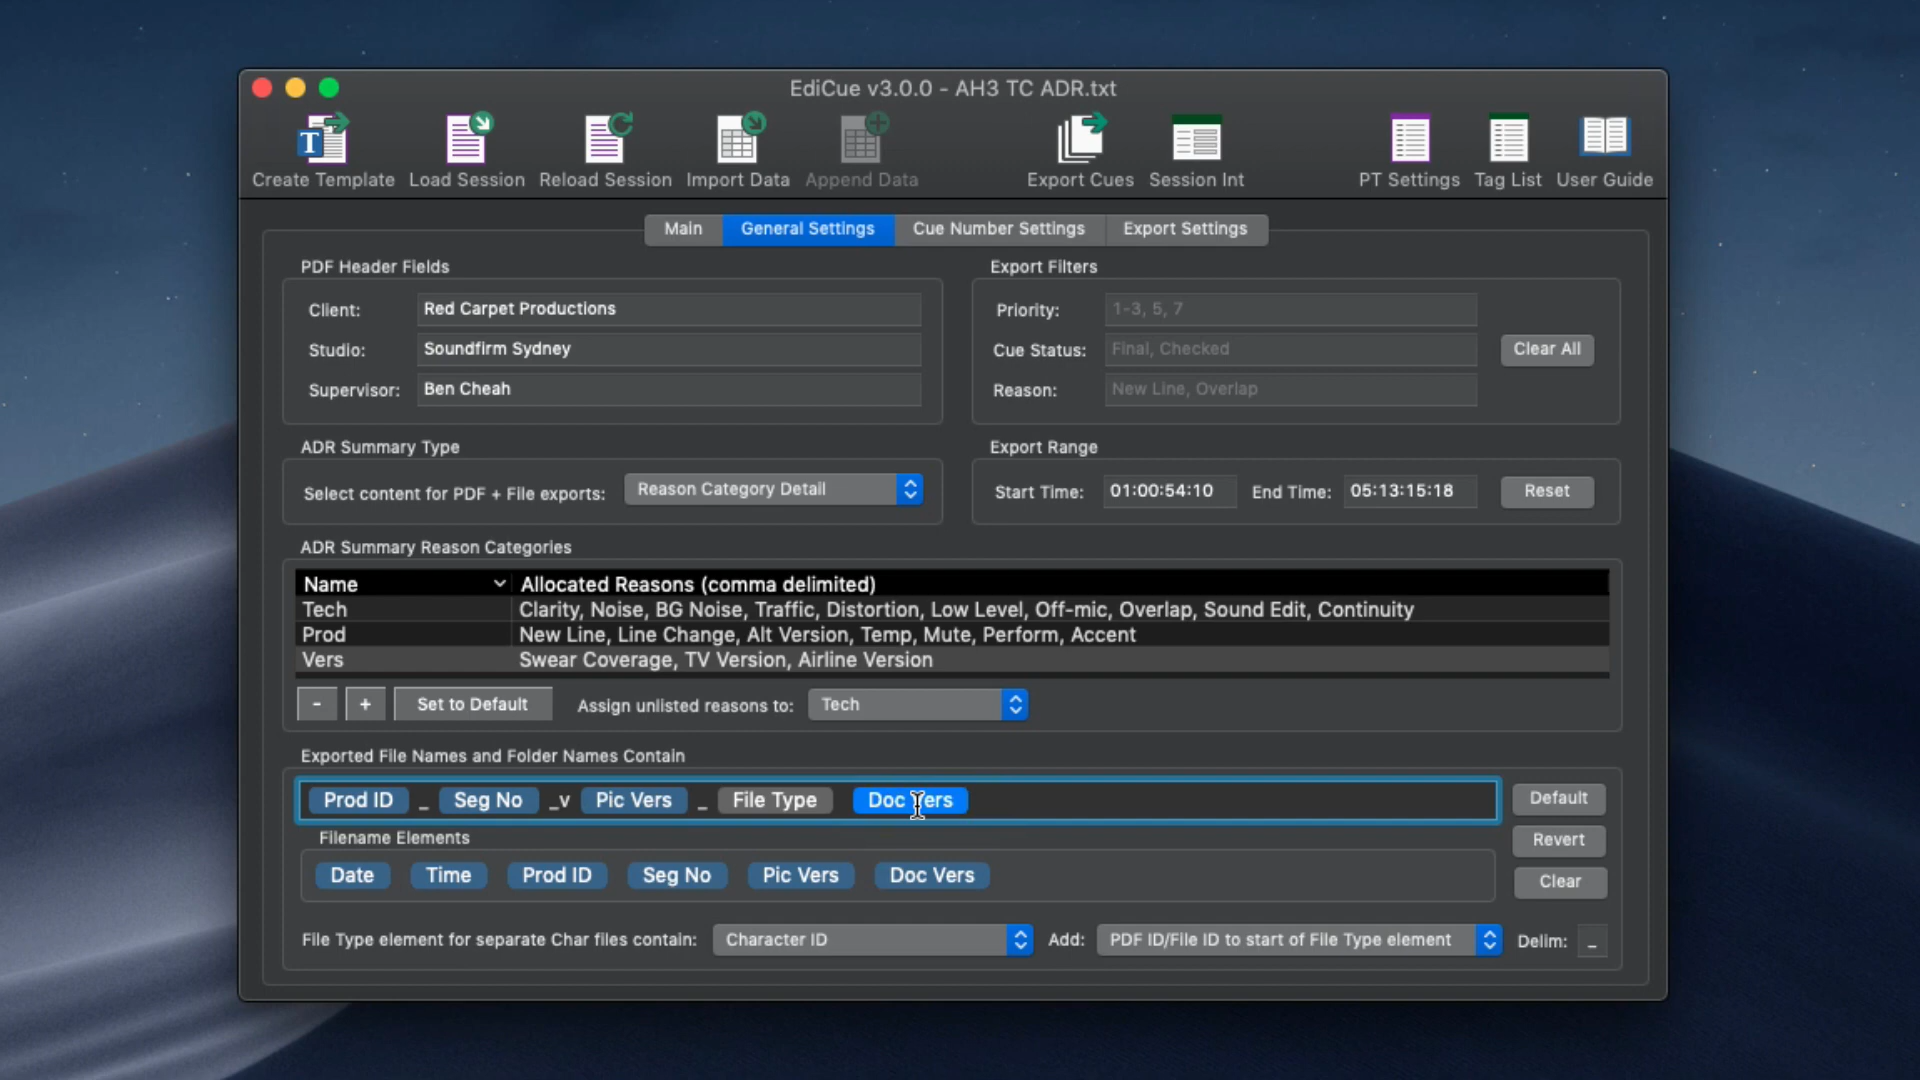 EdiCue v3.0.0 - AH3 TC ADR.txt
Create Template Load Session Reload Session Import Data Append Data Export Cues Session Int PT Settings Tag List User Guide
Main General Settings Cue Number Settings Export Settings
PDF Header Fields
Client: Red Carpet Productions
Studio: Soundfirm Sydney
Supervisor: Ben Cheah
Export Filters
Priority: 1-3, 5, 7
Cue Status: Final, Checked
Reason: New Line, Overlap
Clear All
ADR Summary Type
Select content for PDF + File exports: Reason Category Detail
Export Range
Start Time: 01:00:54:10 End Time: 05:13:15:18 Reset
ADR Summary Reason Categories
Name Allocated Reasons (comma delimited)
Tech Clarity, Noise, BG Noise, Traffic, Distortion, Low Level, Off-mic, Overlap, Sound Edit, Continuity
Prod New Line, Line Change, Alt Version, Temp, Mute, Perform, Accent
Vers Swear Coverage, TV Version, Airline Version
- + Set to Default Assign unlisted reasons to: Tech
Exported File Names and Folder Names Contain
Prod ID _ Seg No _v Pic Vers _ File Type Doc Vers
Default
Filename Elements
Revert
Date Time Prod ID Seg No Pic Vers Doc Vers
Clear
File Type element for separate Char files contain: Character ID Add: PDF ID/File ID to start of File Type element Delim: _